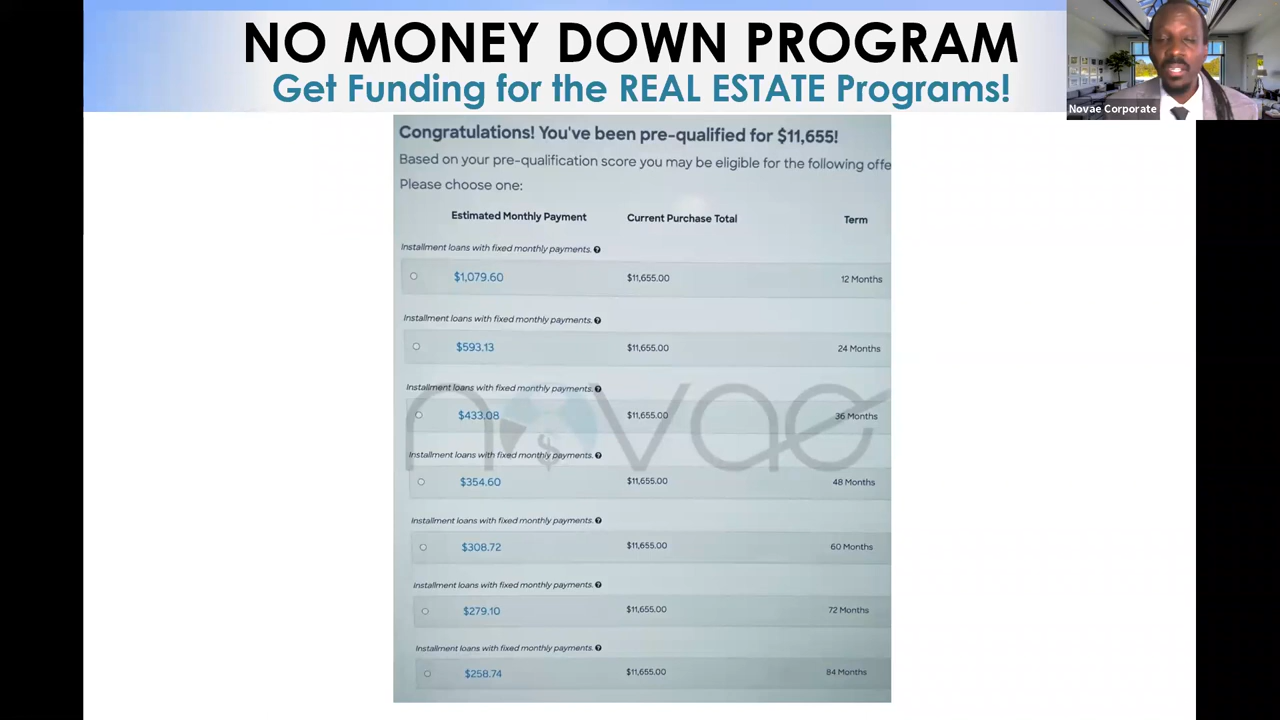 NO MONEY DOWN PROGRAM
Get Funding for the REAL ESTATE Programs!
Novae Corporate
Congratulations! You've been pre-qualified for $11,655!
Based on your pre-qualification score you may be eligible for the following offe
Please choose one:
Estimated Monthly Payment Current Purchase Total Term
Installment loans with fixed monthly payments. ?
$1,079.60 $11,655.00 12 Months
Installment loans with fixed monthly payments. ?
$593.13 $11,655.00 24 Months
Installment loans with fixed monthly payments. ?
$433.08 $11,655.00 36 Months
novae
$
Installment loans with fixed monthly payments. ?
$354.60 $11,655.00 48 Months
Installment loans with fixed monthly payments. ?
$308.72 $11,655.00 60 Months
Installment loans with fixed monthly payments. ?
$279.10 $11,655.00 72 Months
Installment loans with fixed monthly payments. ?
$258.74 $11,655.00 84 Months